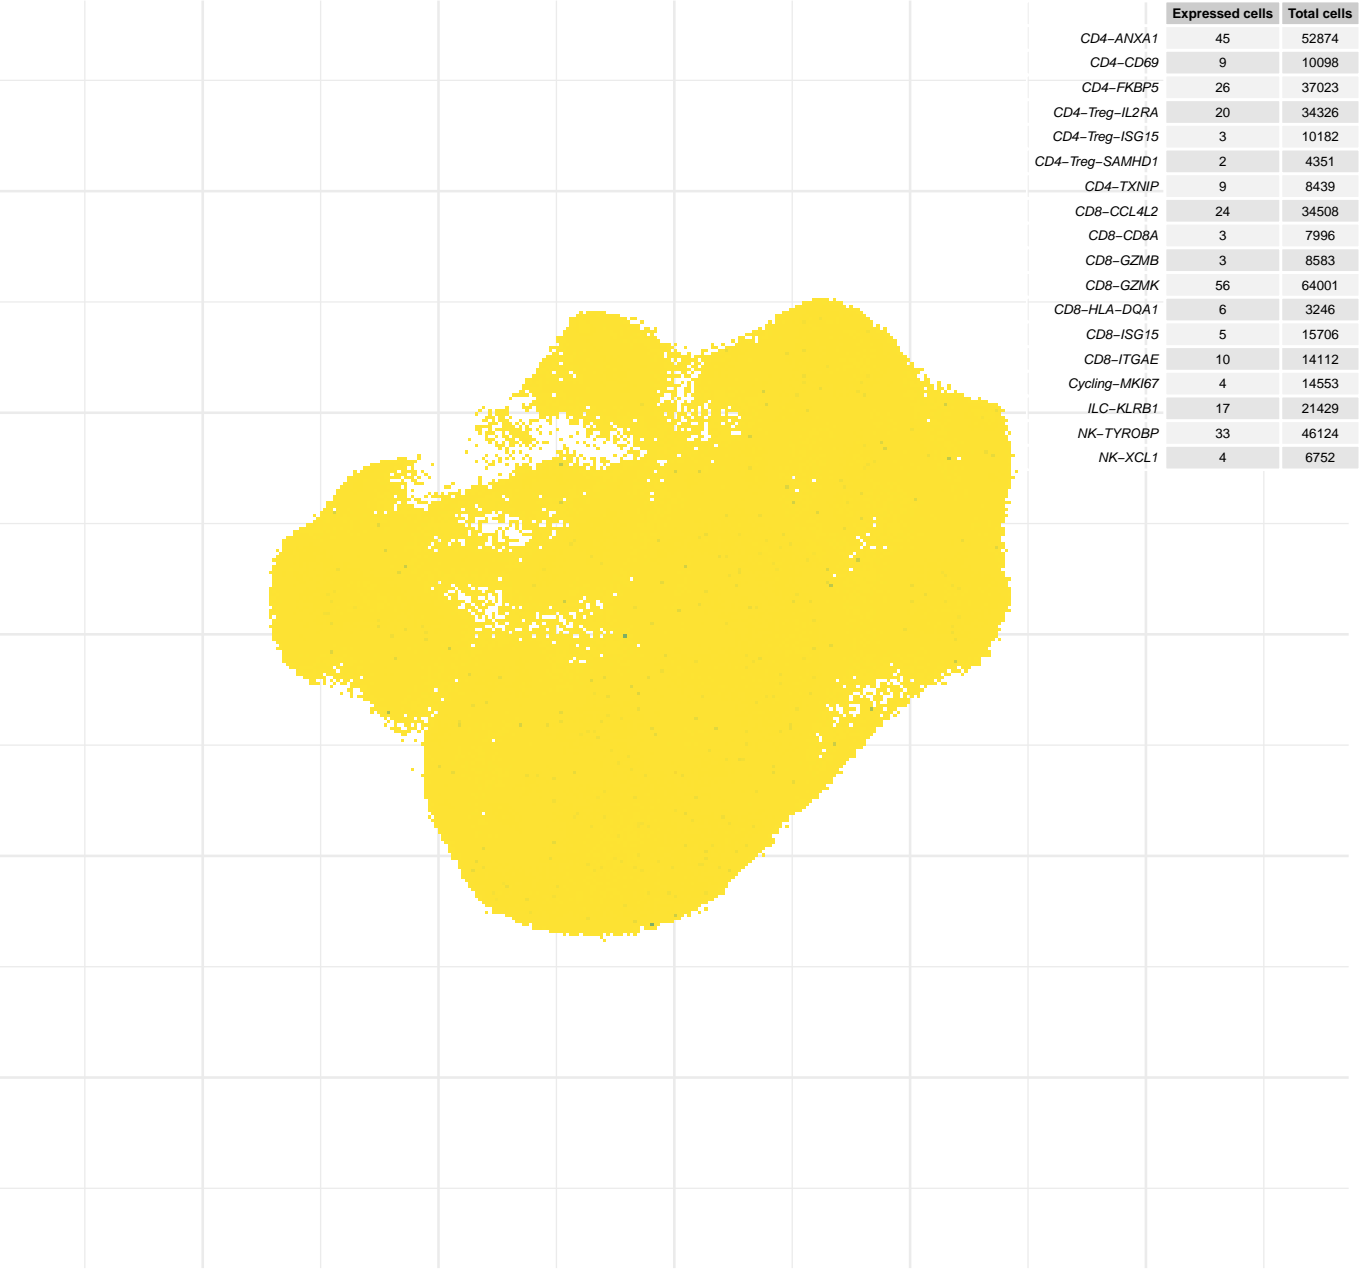 Expressed cells Total cells
CD4−ANXA1 45 52874
CD4−CD69 9 10098
CD4−FKBP5 26 37023
CD4−Treg−IL2RA 20 34326
CD4−Treg−ISG15 3 10182
CD4−Treg−SAMHD1 2 4351
CD4−TXNIP 9 8439
CD8−CCL4L2 24 34508
CD8−CD8A 3 7996
CD8−GZMB 3 8583
CD8−GZMK 56 64001
CD8−HLA−DQA1 6 3246
CD8−ISG15 5 15706
CD8−ITGAE 10 14112
Cycling−MKI67 4 14553
ILC−KLRB1 17 21429
NK−TYROBP 33 46124
NK−XCL1 4 6752